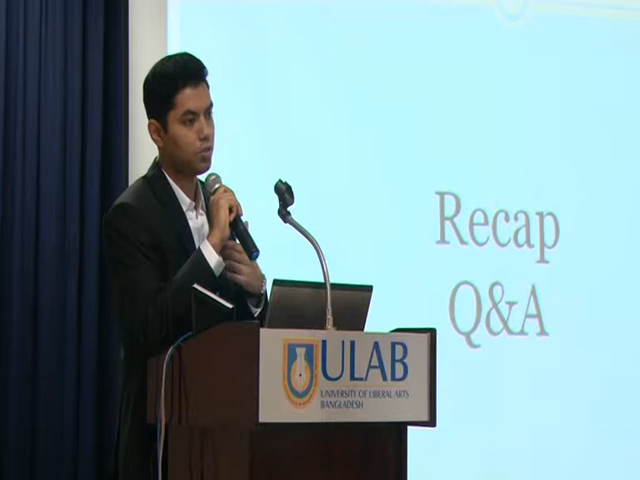 Recap
Q&A
ULAB
UNIVERSITY OF LIBERAL ARTS
BANGLADESH